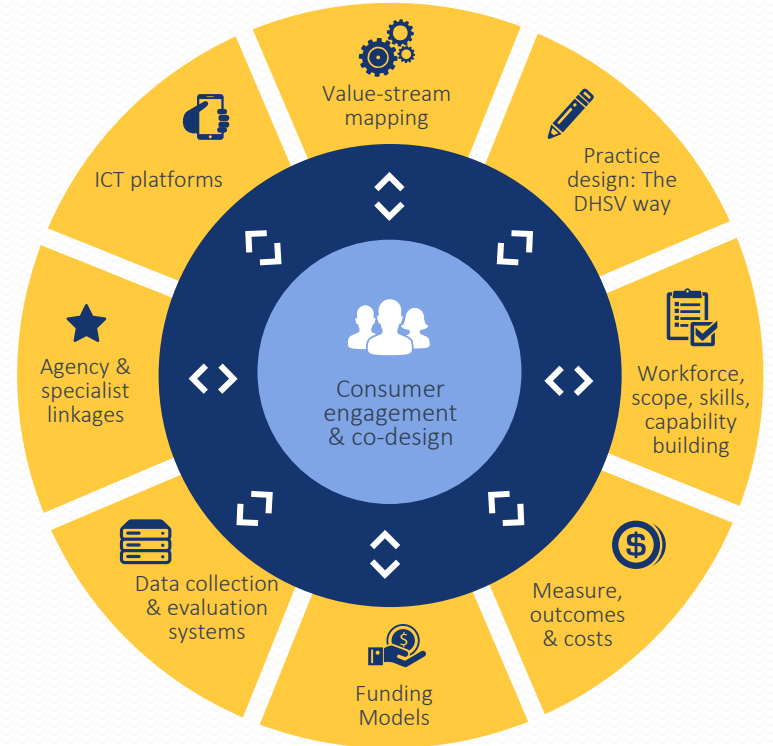 Value-stream
mapping
Practice
design: The
DHSV way
Workforce,
scope, skills,
capability
building
Measure,
outcomes
& costs
Funding
Models
Data collection
& evaluation
systems
Agency &
specialist
linkages
ICT platforms
Consumer
engagement
& co-design